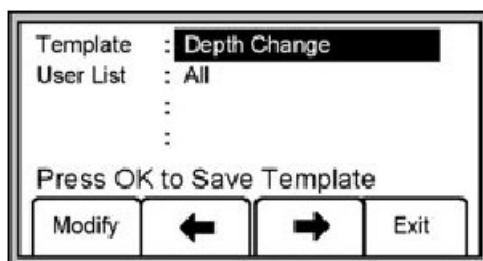 Template : Depth Change
User List : All
:
:
Press OK to Save Template
Modify ← → Exit